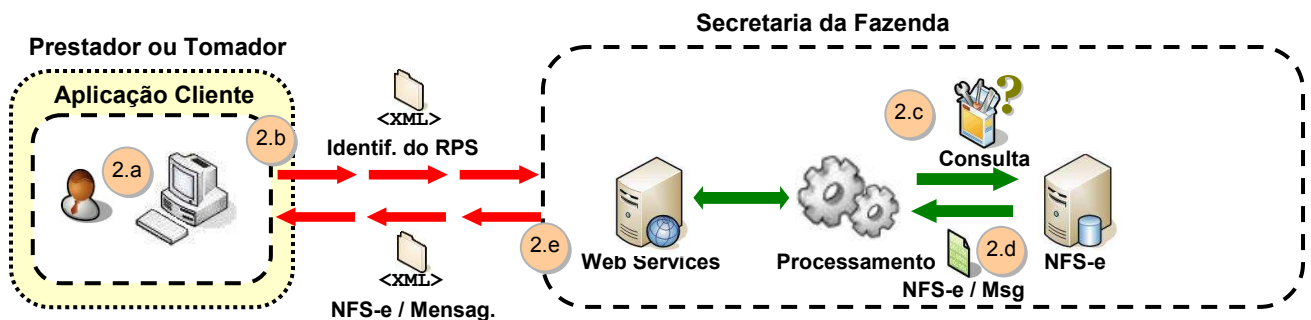 Secretaria da Fazenda
Prestador ou Tomador
Aplicação Cliente
2.a
2.b
<XML>
Identif. do RPS
<XML>
NFS-e / Mensag.
2.e
Web Services
Processamento
2.c
?
Consulta
2.d
NFS-e / Msg
NFS-e